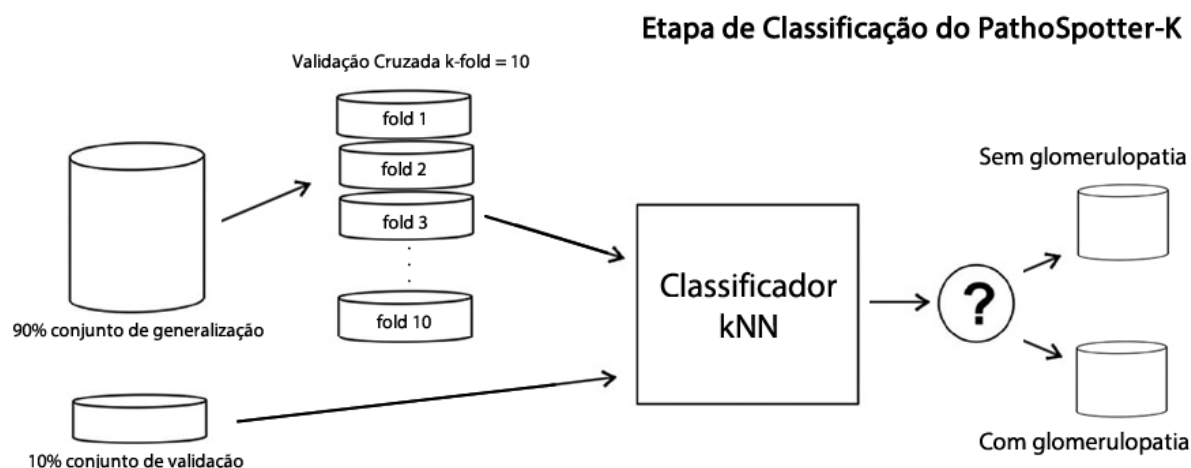 Etapa de Classificação do PathoSpotter-K
Validação Cruzada k-fold = 10
fold 1
fold 2
fold 3
fold 10
90% conjunto de generalização
10% conjunto de validação
Classificador
kNN
?
Sem glomerulopatia
Com glomerulopatia